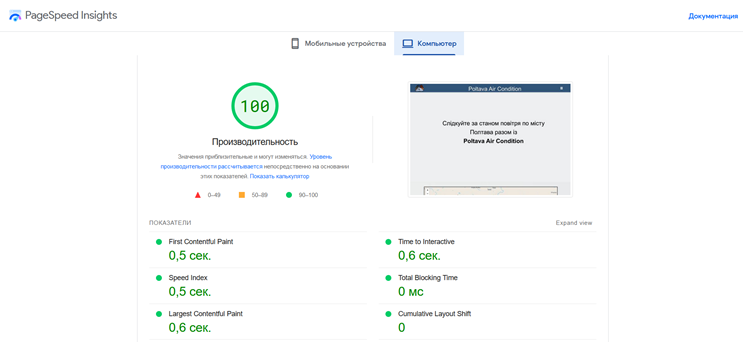 PageSpeed Insights
Документация
Мобильные устройства
Компьютер
100
Производительность
Значения приблизительные и могут изменяться. Уровень
производительности рассчитывается непосредственно на основании
этих показателей. Показать калькулятор
0–49
50–89
90–100
Poltava Air Condition
Слідкуйте за станом повітря по місту
Полтава разом із
Poltava Air Condition
ПОКАЗАТЕЛИ
Expand view
First Contentful Paint
0,5 сек.
Time to Interactive
0,6 сек.
Speed Index
0,5 сек.
Total Blocking Time
0 мс
Largest Contentful Paint
0,6 сек.
Cumulative Layout Shift
0